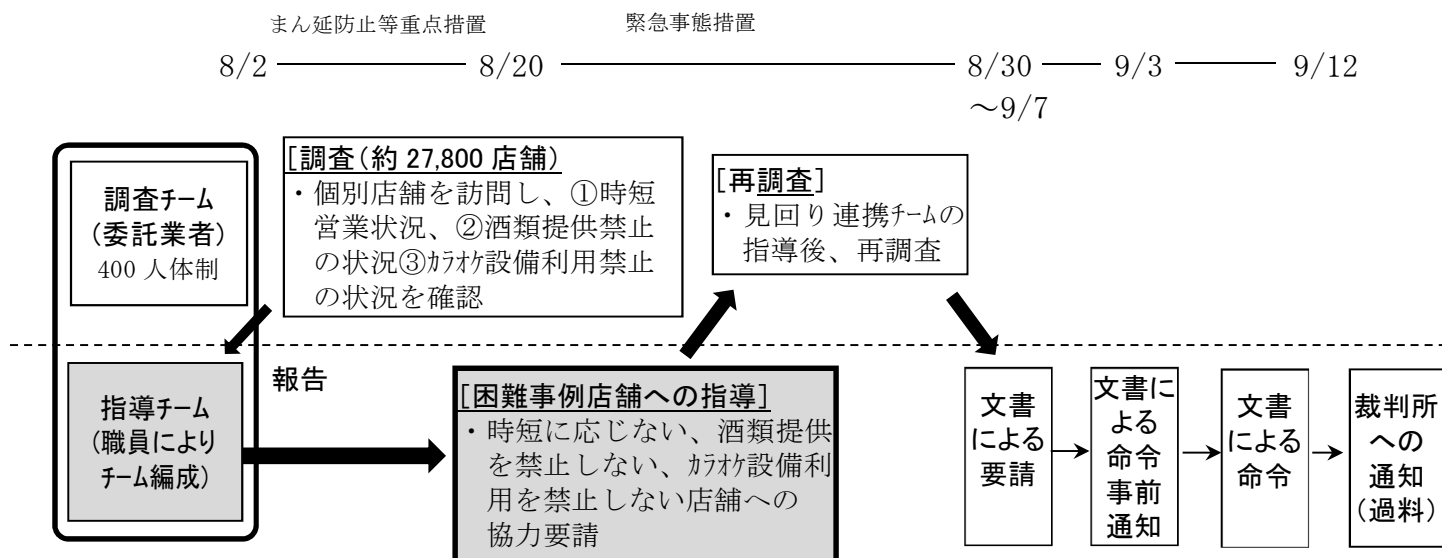 まん延防止等重点措置
緊急事態措置
8/2
8/20
8/30
～9/7
9/3
9/12
調査チーム
(委託業者)
400 人体制
[調査(約 27,800 店舗)
・個別店舗を訪問し、①時短
営業状況、②酒類提供禁止
の状況③ｶﾗｵｹ設備利用禁止
の状況を確認
[再調査]
・見回り連携ﾁｰﾑの
指導後、再調査
報告
指導チーム
(職員により
チーム編成)
[困難事例店舗への指導]
・時短に応じない、酒類提供
を禁止しない、ｶﾗｵｹ設備利
用を禁止しない店舗への
協力要請
文書
による
要請
文書に
よる
命令
事前
通知
文書
による
命令
裁判所
への
通知
(過料)